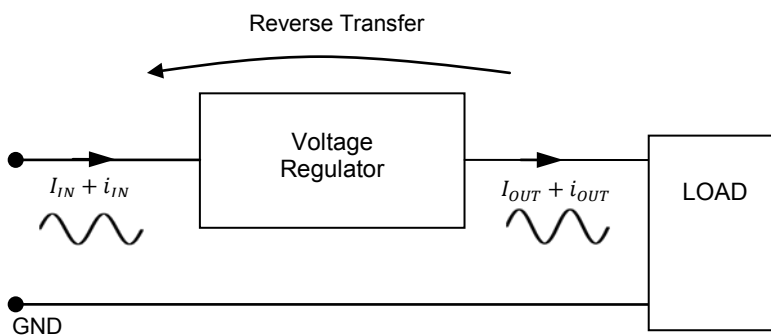 Reverse Transfer
Voltage
Regulator
I_IN + i_IN
I_OUT + i_OUT
LOAD
GND